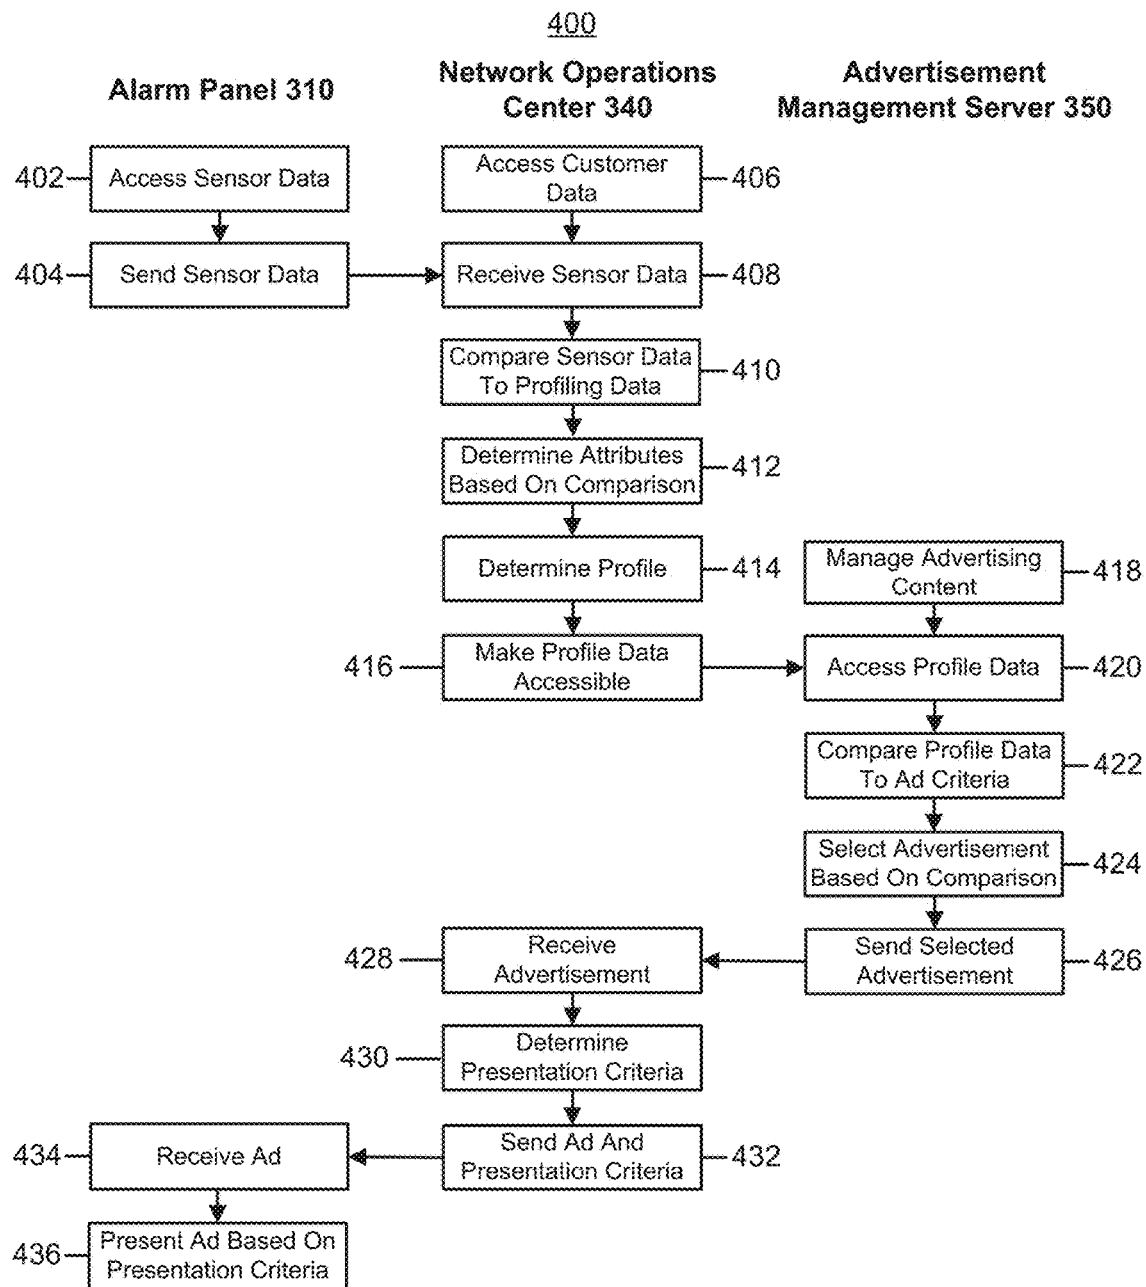 400
Alarm Panel 310
Network Operations
Center 340
Advertisement
Management Server 350
402
Access Sensor Data
Access Customer
Data
406
404
Send Sensor Data
Receive Sensor Data
408
Compare Sensor Data
To Profiling Data
410
Determine Attributes
Based On Comparison
412
Determine Profile
414
Manage Advertising
Content
418
416
Make Profile Data
Accessible
Access Profile Data
420
Compare Profile Data
To Ad Criteria
422
Select Advertisement
Based On Comparison
424
428
Receive
Advertisement
Send Selected
Advertisement
426
430
Determine
Presentation Criteria
434
Receive Ad
Send Ad And
Presentation Criteria
432
436
Present Ad Based On
Presentation Criteria